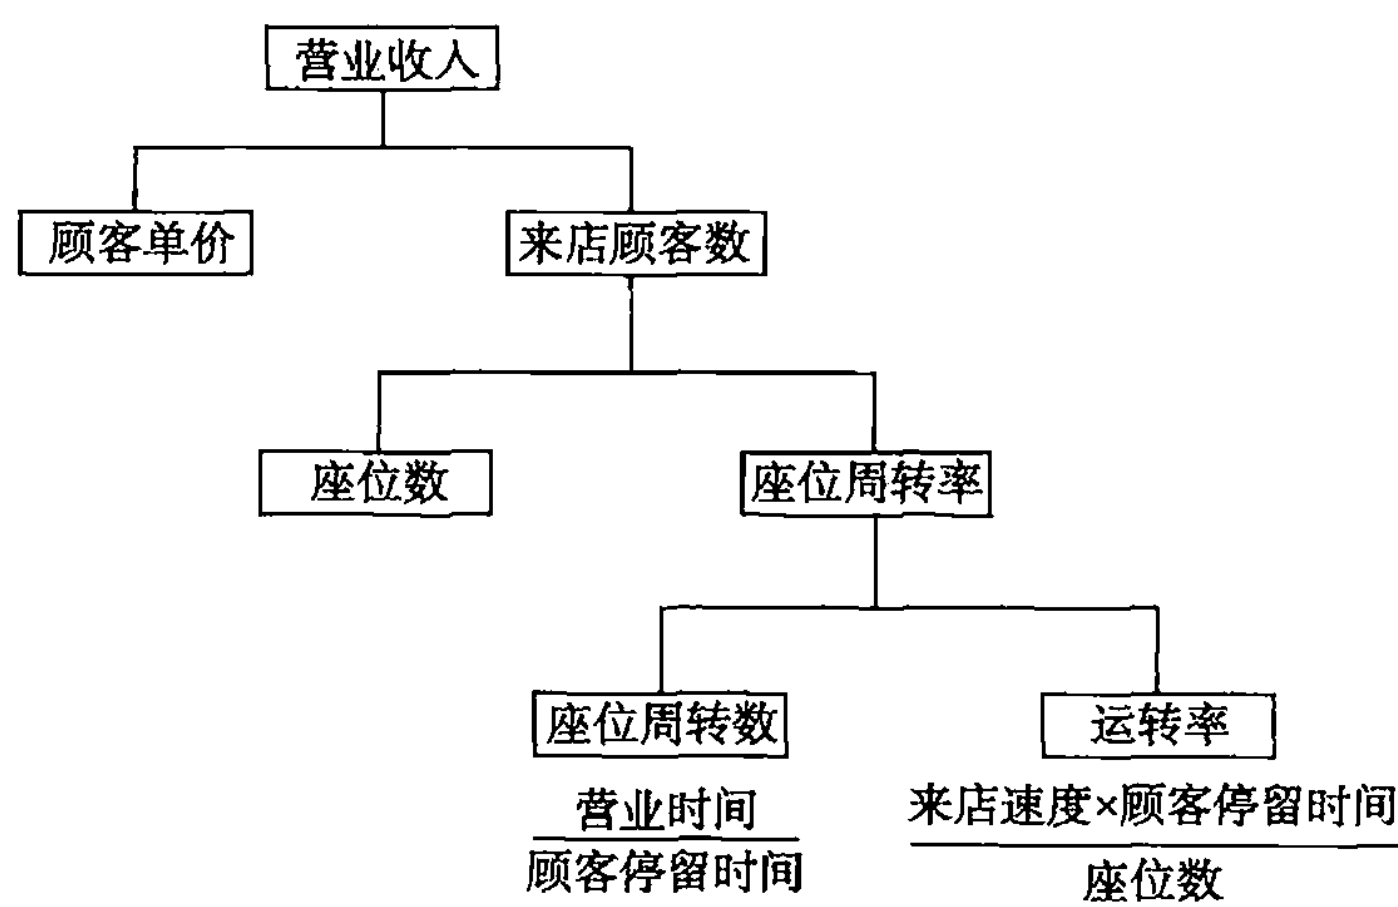 营业收入
顾客单价
来店顾客数
座位数
座位周转率
座位周转数
运转率
营业时间
顾客停留时间
来店速度×顾客停留时间
座位数